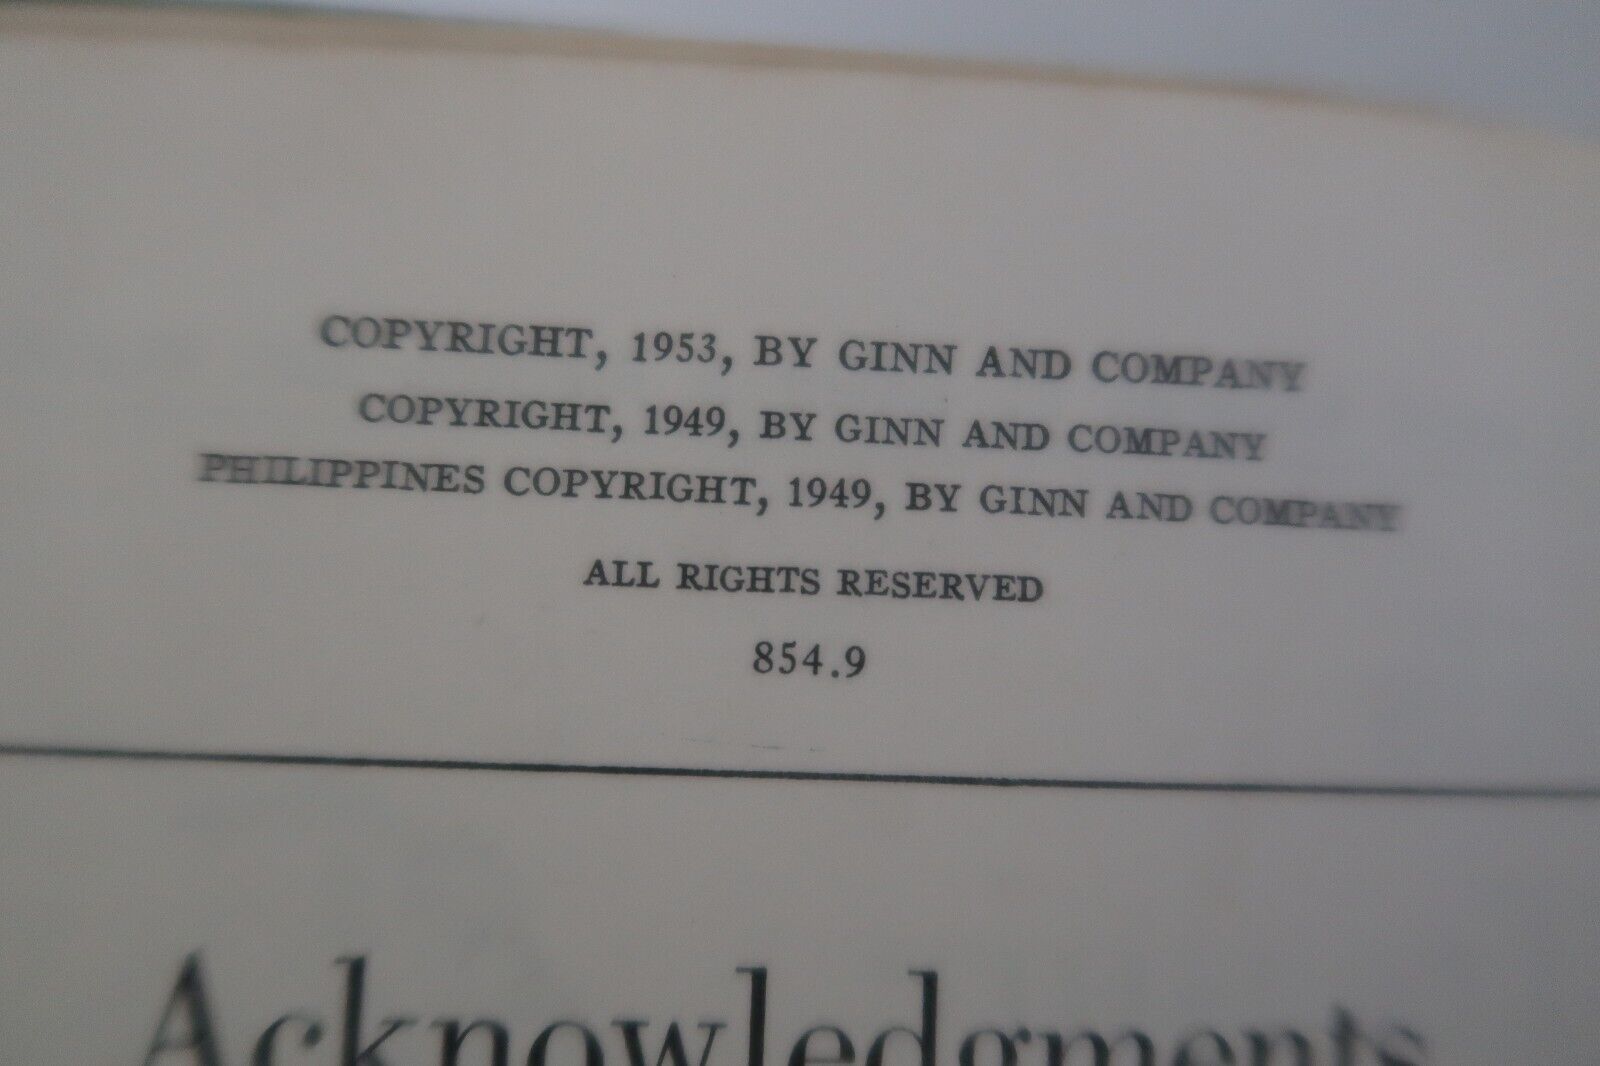 COPYRIGHT, 1953, BY GINN AND COMPANY
COPYRIGHT, 1949, BY GINN AND COMPANY
PHILIPPINES COPYRIGHT, 1949, BY GINN AND COMPANY
ALL RIGHTS RESERVED
854.9
Acknowledgments